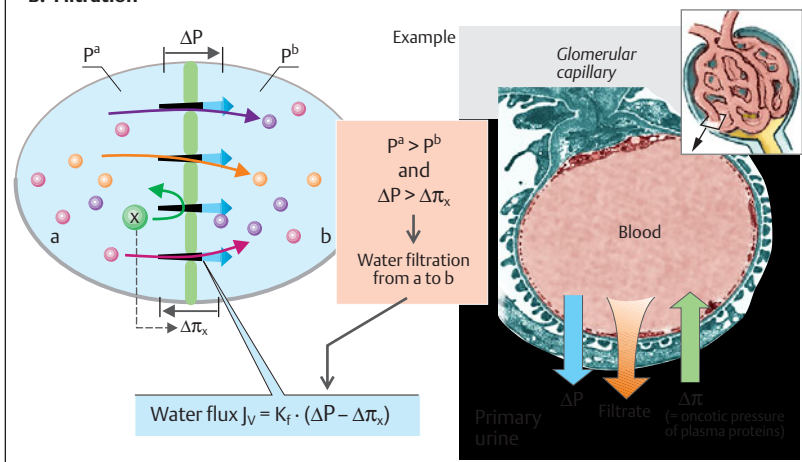 B. Filtration
ΔP
Pᵃ
Pᵇ
x
a
b
Δπₓ
Pᵃ > Pᵇ
and
ΔP > Δπₓ
Water filtration
from a to b
Water flux Jᵥ = K_f · (ΔP – Δπₓ)
Example
Glomerular
capillary
Blood
ΔP
Filtrate
Δπ
(= oncotic pressure
of plasma proteins)
Primary
urine